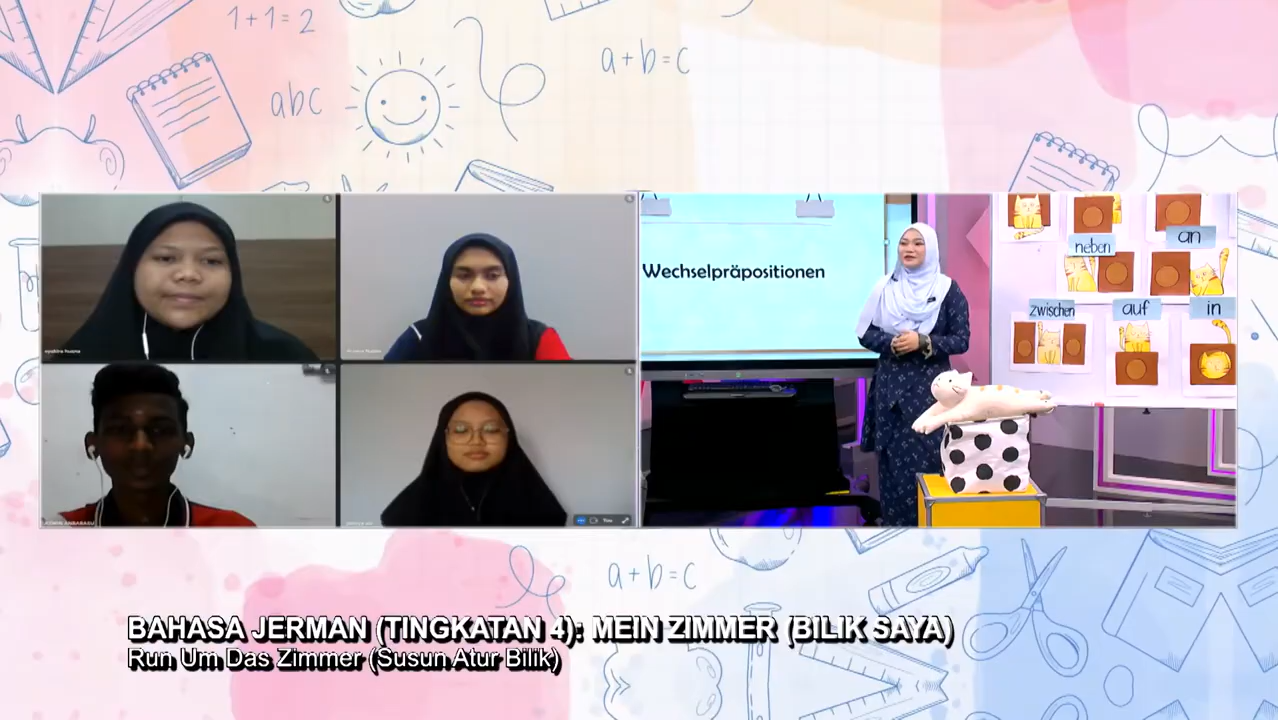 1+1=2
a+b=c
abc
Wechselpräpositionen
neben
an
zwischen
auf
in
a+b=c
BAHASA JERMAN (TINGKATAN 4): MEIN ZIMMER (BILIK SAYA)
Run Um Das Zimmer (Susun Atur Bilik)